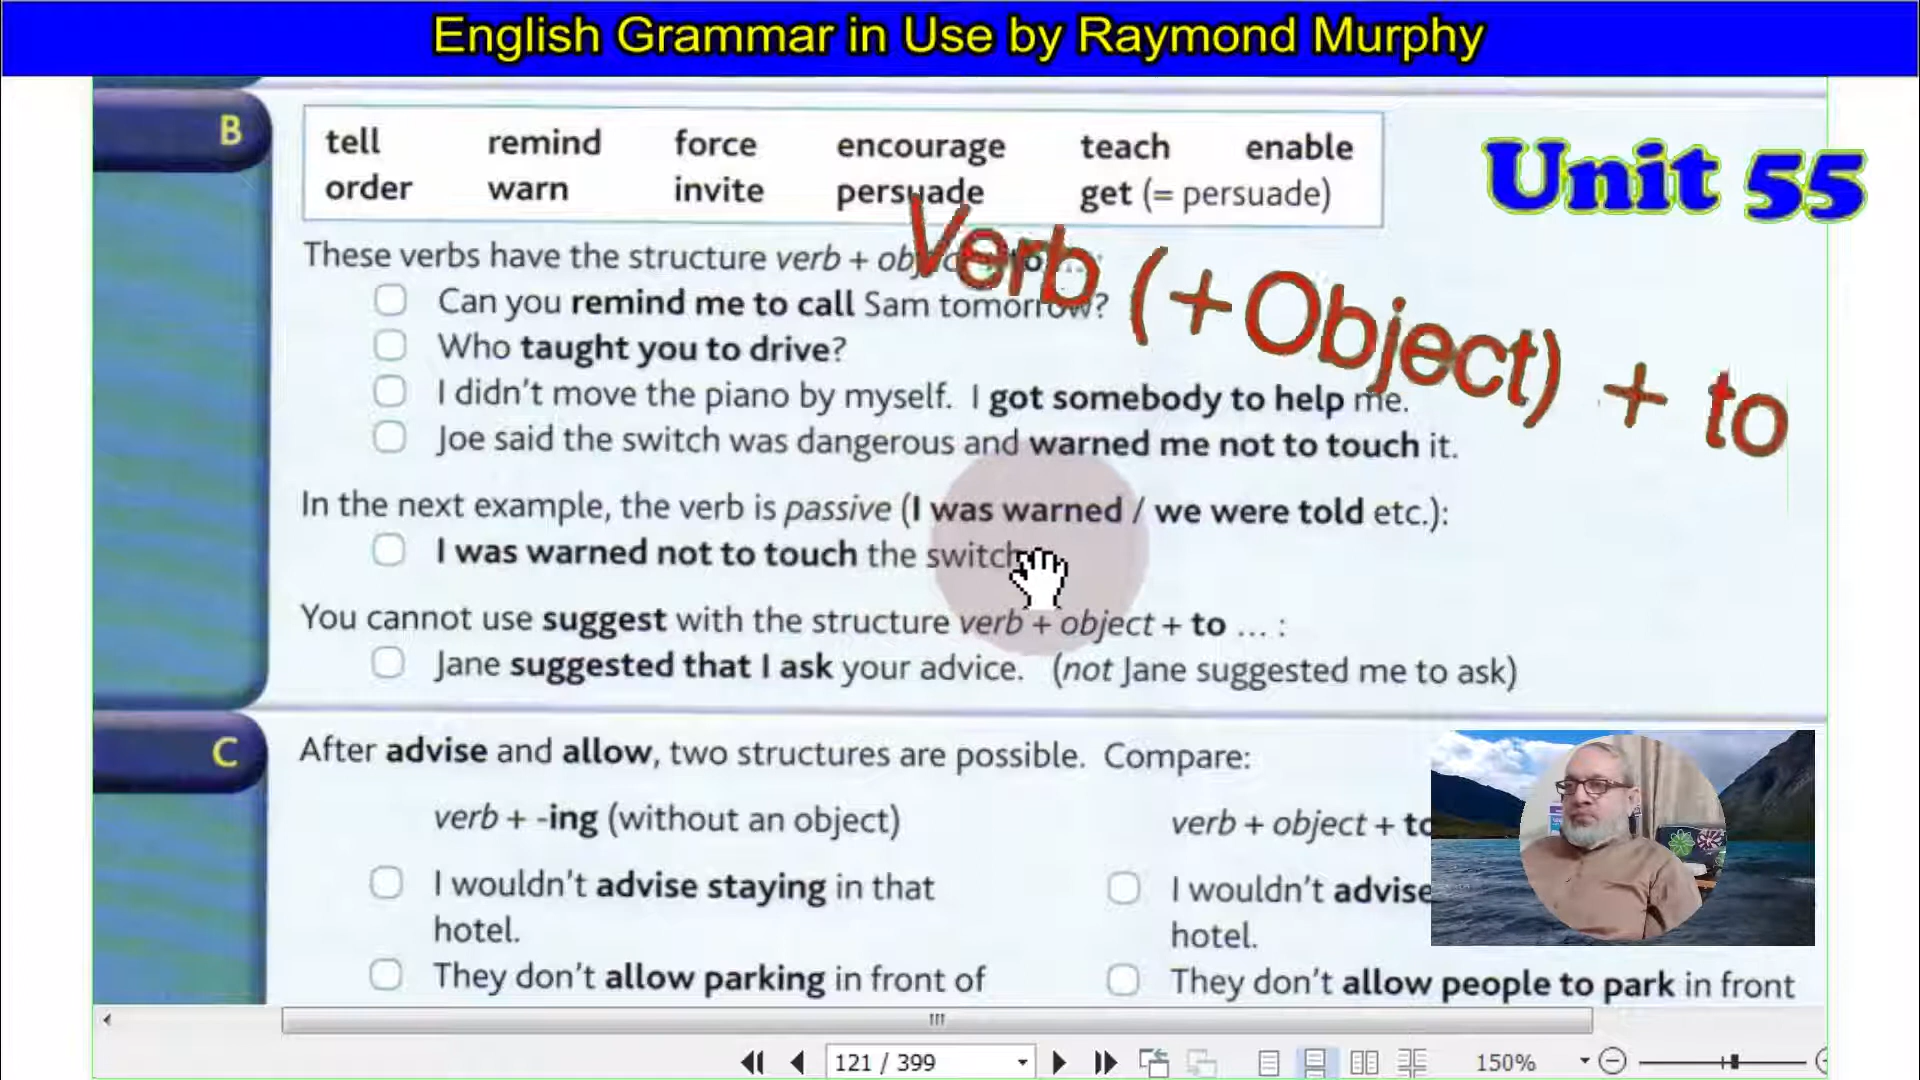 English Grammar in Use by Raymond Murphy
B
tell remind force encourage teach enable
order warn invite persuade get (= persuade)
Unit 55
Verb (+Object) + to
These verbs have the structure verb + ob
Can you remind me to call Sam tomorrow?
Who taught you to drive?
I didn't move the piano by myself. I got somebody to help me.
Joe said the switch was dangerous and warned me not to touch it.
In the next example, the verb is passive (I was warned / we were told etc.):
I was warned not to touch the switch
You cannot use suggest with the structure verb + object + to ... :
Jane suggested that I ask your advice. (not Jane suggested me to ask)
C
After advise and allow, two structures are possible. Compare:
verb + -ing (without an object) verb + object + to
I wouldn't advise staying in that I wouldn't advise
hotel. hotel.
They don't allow parking in front of They don't allow people to park in front
121 / 399
150%